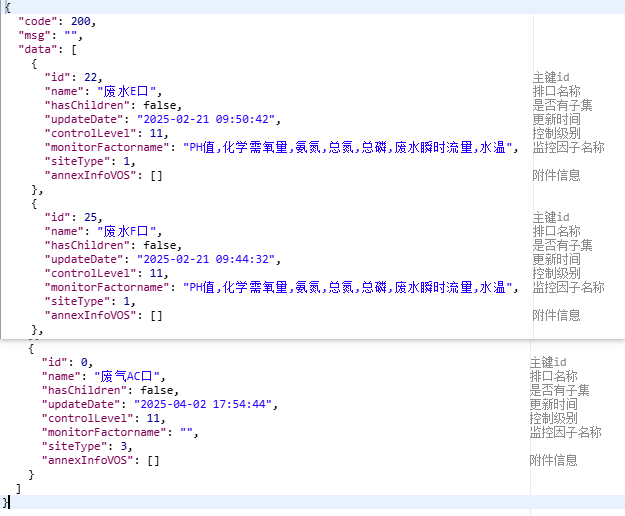 {
"code": 200,
"msg": "",
"data": [
{
"id": 22, 主键id
"name": "废水E口", 排口名称
"hasChildren": false, 是否有子集
"updateDate": "2025-02-21 09:50:42", 更新时间
"controlLevel": 11, 控制级别
"monitorFactorname": "PH值,化学需氧量,氨氮,总氮,总磷,废水瞬时流量,水温", 监控因子名称
"siteType": 1,
"annexInfoVOS": [] 附件信息
},
{
"id": 25, 主键id
"name": "废水F口", 排口名称
"hasChildren": false, 是否有子集
"updateDate": "2025-02-21 09:44:32", 更新时间
"controlLevel": 11, 控制级别
"monitorFactorname": "PH值,化学需氧量,氨氮,总氮,总磷,废水瞬时流量,水温", 监控因子名称
"siteType": 1,
"annexInfoVOS": [] 附件信息
},
{
"id": 0, 主键id
"name": "废气AC口", 排口名称
"hasChildren": false, 是否有子集
"updateDate": "2025-04-02 17:54:44", 更新时间
"controlLevel": 11, 控制级别
"monitorFactorname": "", 监控因子名称
"siteType": 3,
"annexInfoVOS": [] 附件信息
}
]
}